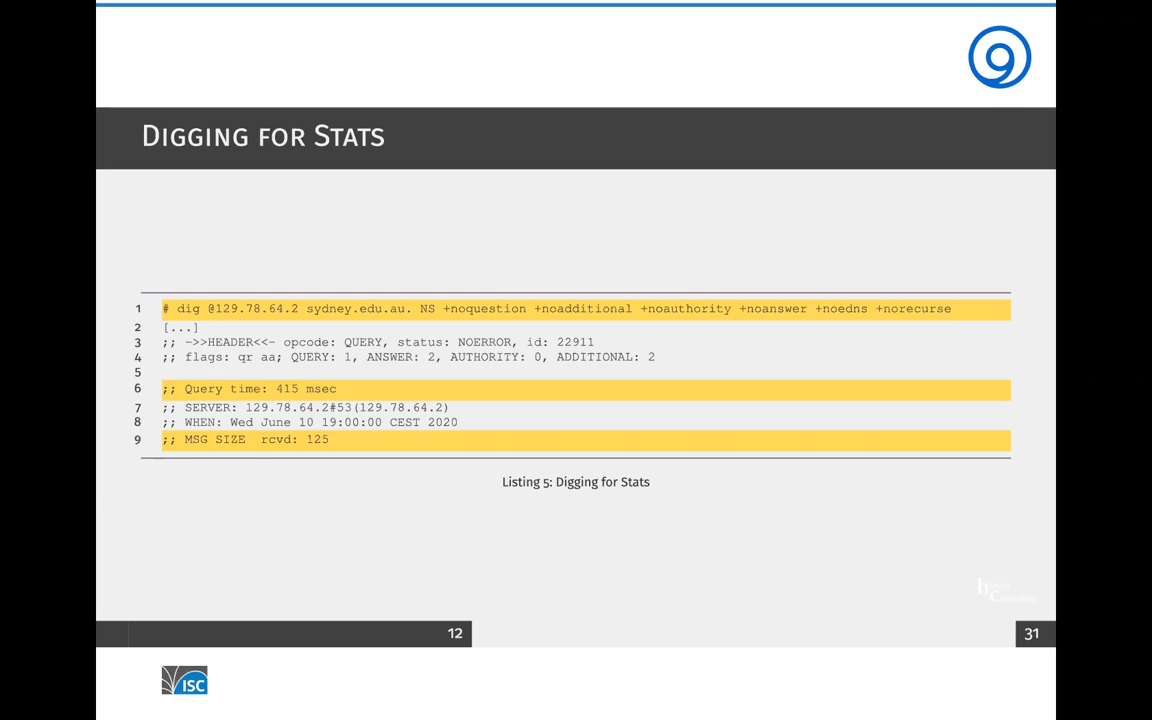 DIGGING FOR STATS
1 # dig @129.78.64.2 sydney.edu.au. NS +noquestion +noadditional +noauthority +noanswer +noedns +norecurse
2 [...]
3 ;; ->>HEADER<<- opcode: QUERY, status: NOERROR, id: 22911
4 ;; flags: qr aa; QUERY: 1, ANSWER: 2, AUTHORITY: 0, ADDITIONAL: 2
5
6 ;; Query time: 415 msec
7 ;; SERVER: 129.78.64.2#53(129.78.64.2)
8 ;; WHEN: Wed June 10 19:00:00 CEST 2020
9 ;; MSG SIZE  rcvd: 125
Listing 5: Digging for Stats
12
31
ISC